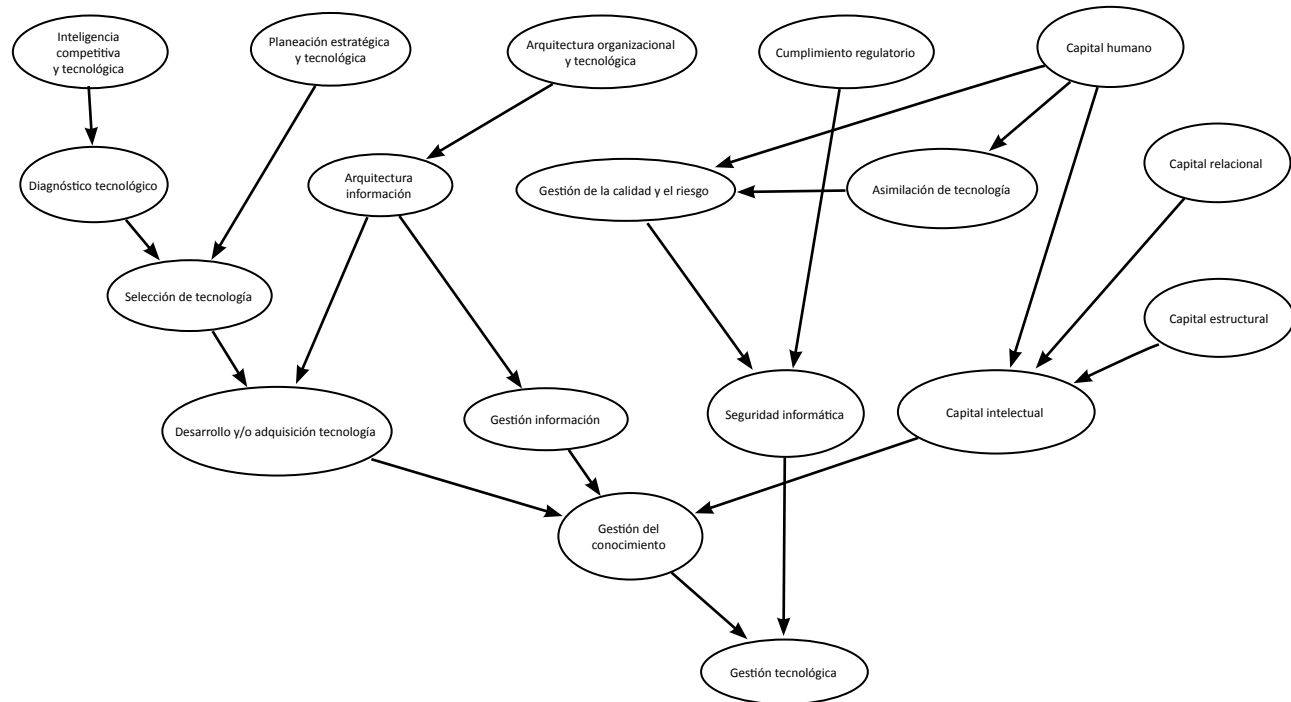 Inteligencia
competitiva
y tecnológica
Planeación estratégica
y tecnológica
Arquitectura organizacional
y tecnológica
Cumplimiento regulatorio
Capital humano
Diagnóstico tecnológico
Arquitectura
información
Gestión de la calidad y el riesgo
Asimilación de tecnología
Capital relacional
Selección de tecnología
Capital estructural
Desarrollo y/o adquisición tecnología
Gestión información
Seguridad informática
Capital intelectual
Gestión del
conocimiento
Gestión tecnológica